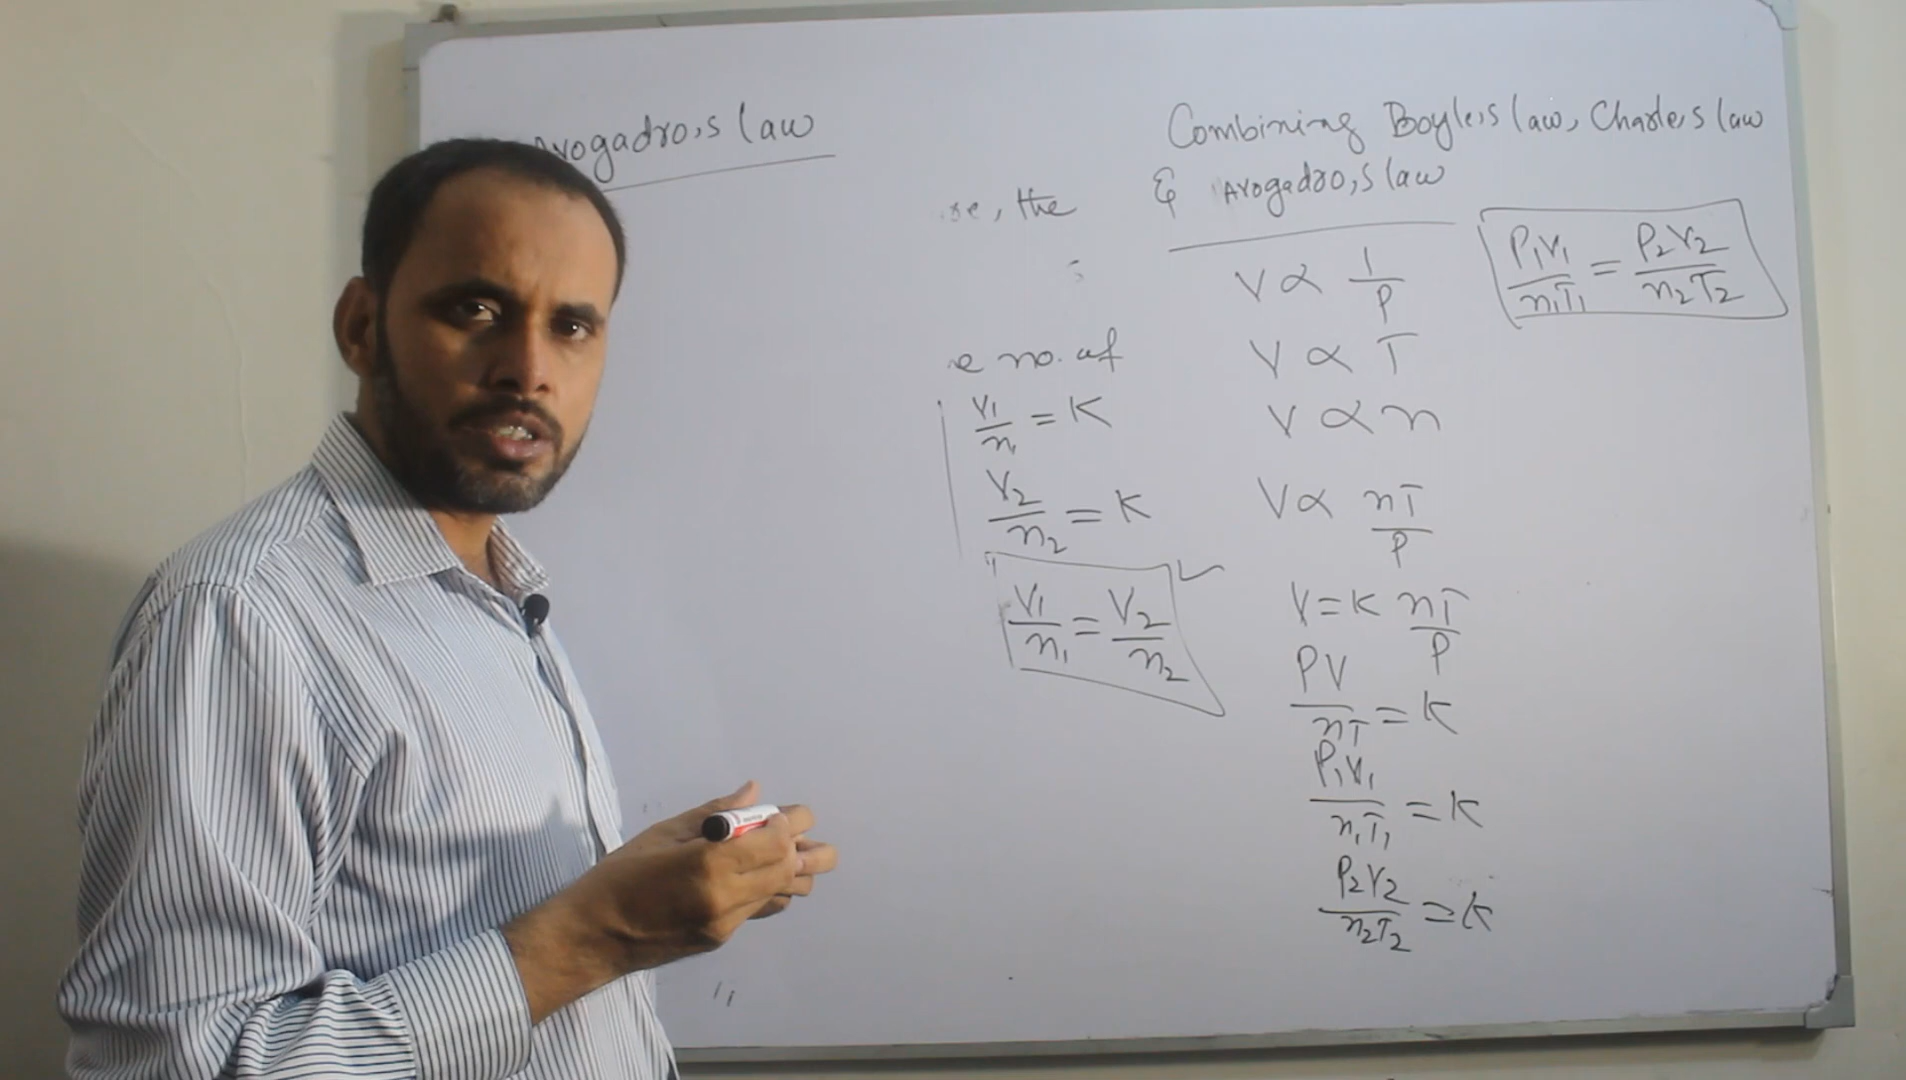 Avogadro,s law
re, the
e no. of
V1/n1 = K
V2/n2 = K
V1/n1 = V2/n2
Combining Boyle,s law, Charle,s law
& Avogadro,s law
V ∝ 1/P
V ∝ T
V ∝ n
V ∝ nT/P
V = K nT/P
PV/nT = K
P1V1/n1T1 = K
P2V2/n2T2 = K
P1V1/n1T1 = P2V2/n2T2